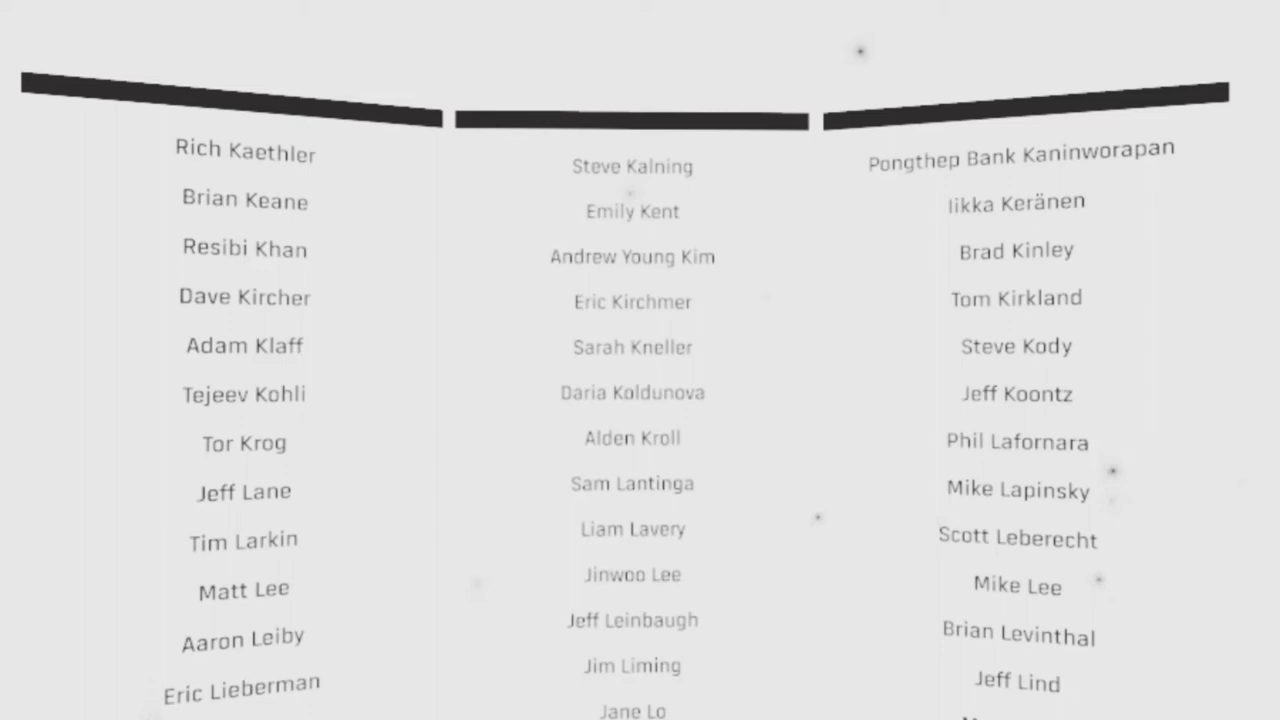 Rich Kaethler
Steve Kalning
Pongthep Bank Kaninworapan
Brian Keane
Emily Kent
Iikka Keränen
Resibi Khan
Andrew Young Kim
Brad Kinley
Dave Kircher
Eric Kirchmer
Tom Kirkland
Adam Klaff
Sarah Kneller
Steve Kody
Tejeev Kohli
Daria Koldunova
Jeff Koontz
Tor Krog
Alden Kroll
Phil Lafornara
Jeff Lane
Sam Lantinga
Mike Lapinsky
Tim Larkin
Liam Lavery
Scott Leberecht
Matt Lee
Jinwoo Lee
Mike Lee
Aaron Leiby
Jeff Leinbaugh
Brian Levinthal
Eric Lieberman
Jim Liming
Jeff Lind
Jane Lo